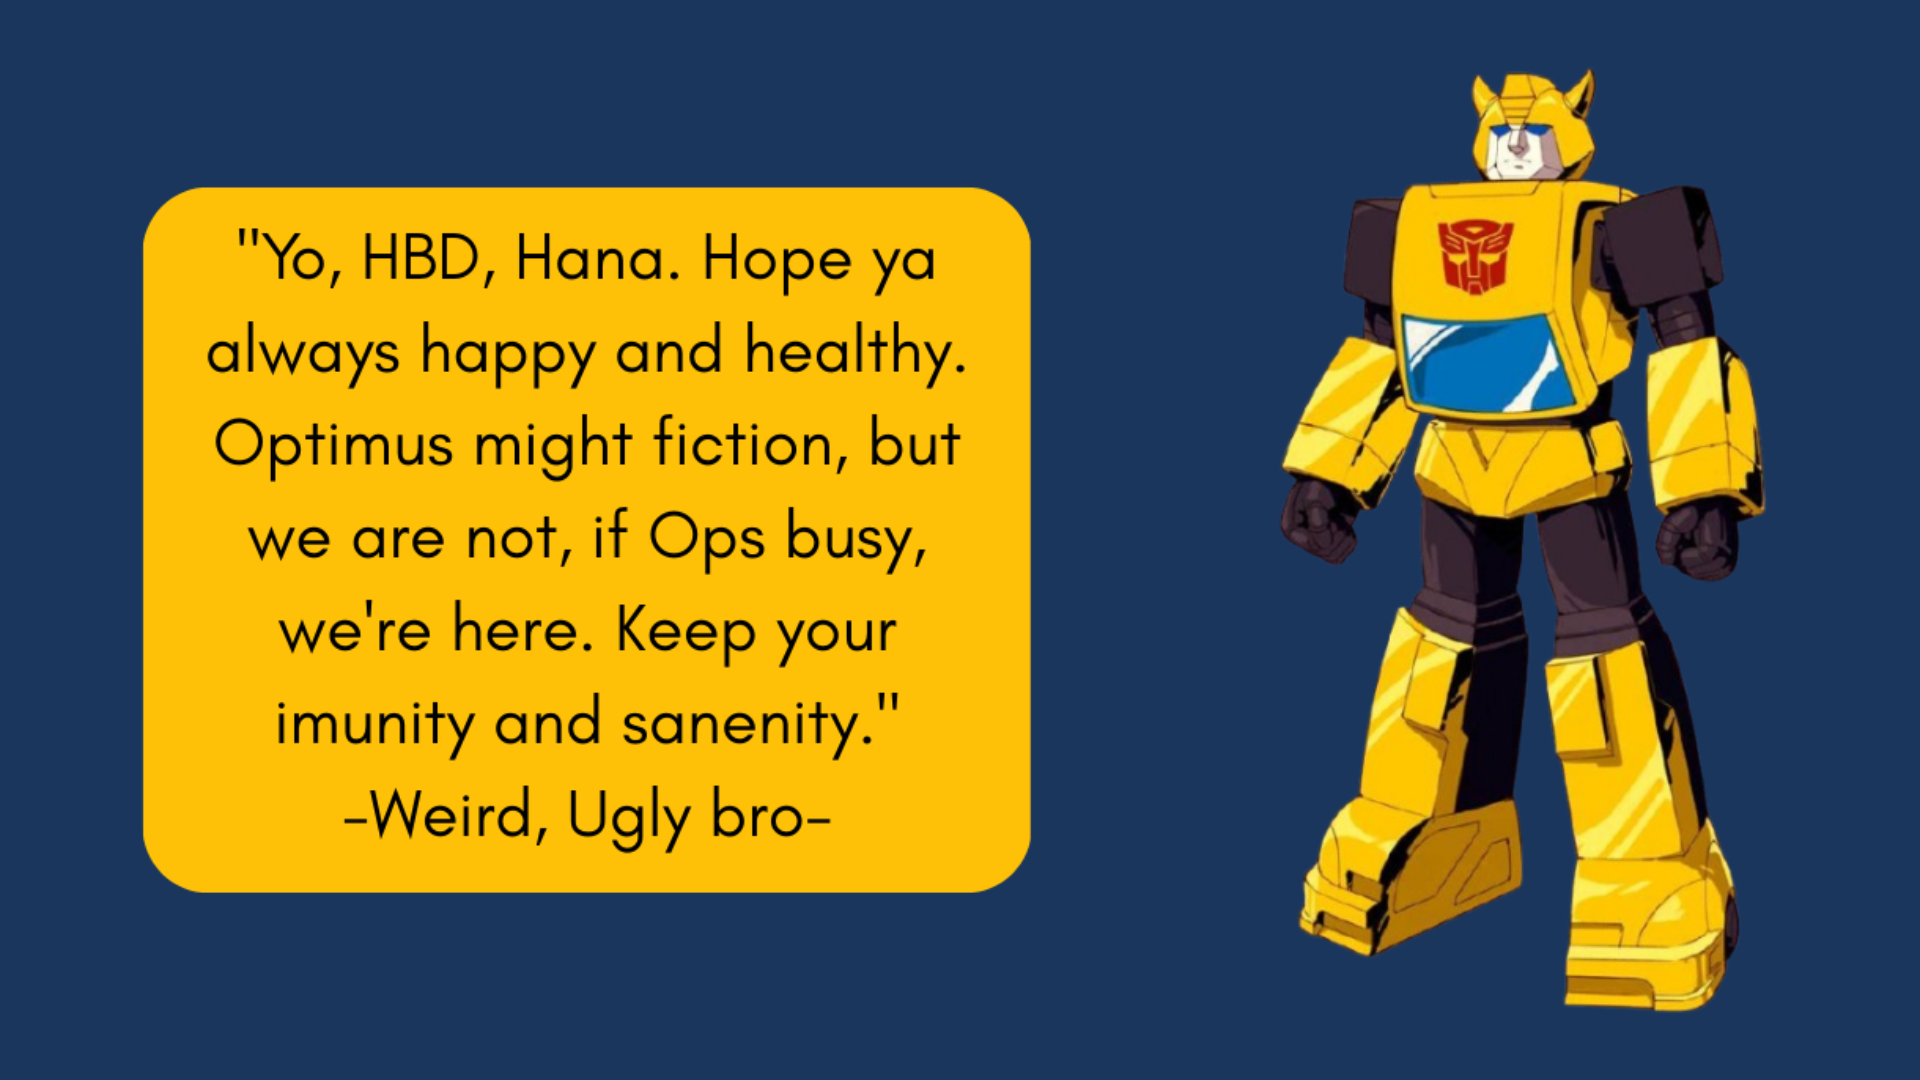 "Yo, HBD, Hana. Hope ya
always happy and healthy.
Optimus might fiction, but
we are not, if Ops busy,
we're here. Keep your
imunity and sanenity."
-Weird, Ugly bro-